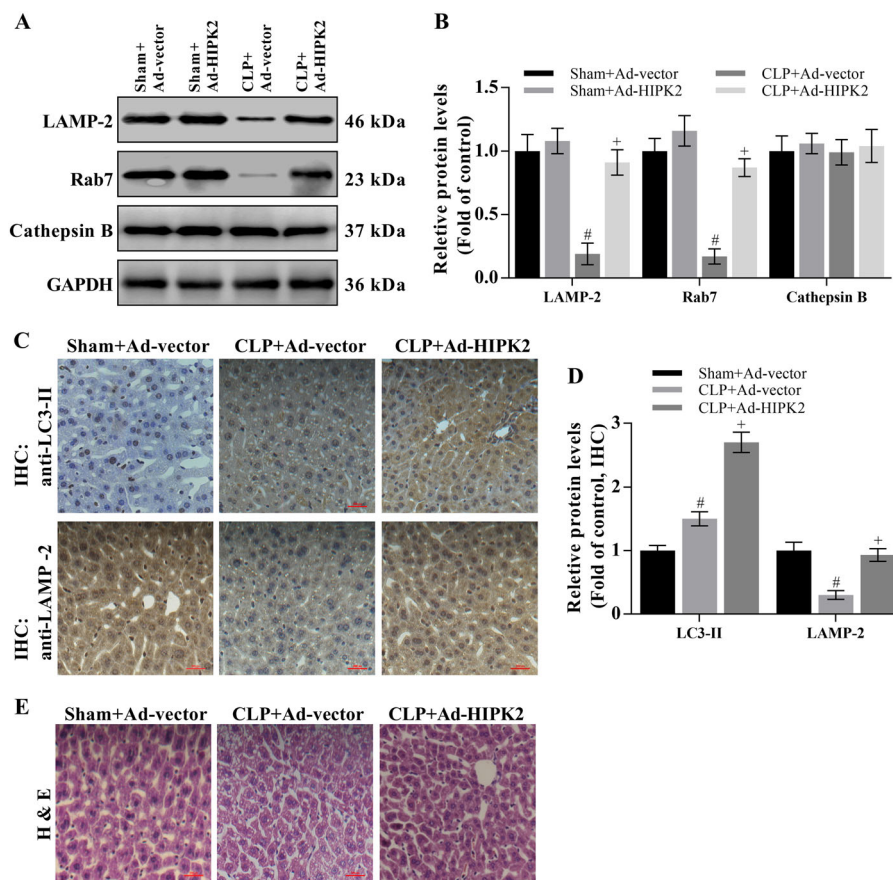 A
Sham+
Ad-vector
Sham+
Ad-HIPK2
CLP+
Ad-vector
CLP+
Ad-HIPK2
LAMP-2
46 kDa
Rab7
23 kDa
Cathepsin B
37 kDa
GAPDH
36 kDa
B
Sham+Ad-vector
Sham+Ad-HIPK2
CLP+Ad-vector
CLP+Ad-HIPK2
Reletive protein levels
(Fold of control)
1.5
1.0
0.5
0.0
#
+
#
+
LAMP-2
Rab7
Cathepsin B
C
Sham+Ad-vector
CLP+Ad-vector
CLP+Ad-HIPK2
IHC:
anti-LC3-II
IHC:
anti-LAMP -2
D
Sham+Ad-vector
CLP+Ad-vector
CLP+Ad-HIPK2
Reletive protein levels
(Fold of control, IHC)
3
2
1
0
#
+
#
+
LC3-II
LAMP-2
E
Sham+Ad-vector
CLP+Ad-vector
CLP+Ad-HIPK2
H & E